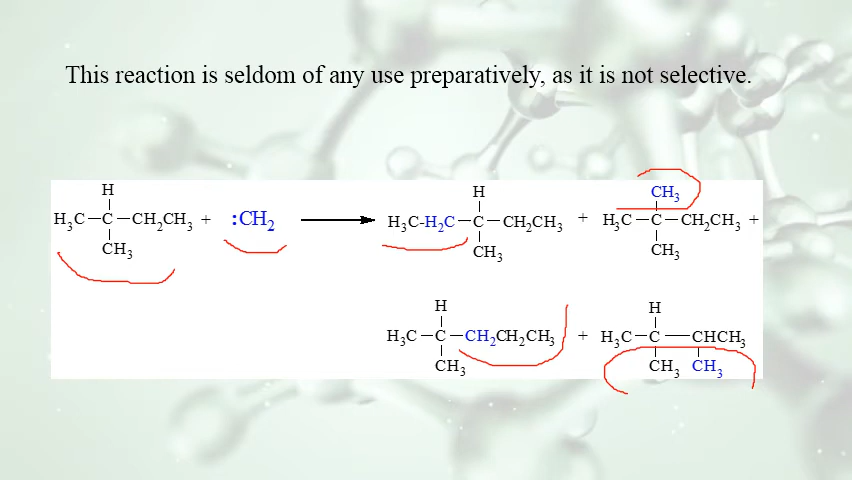 This reaction is seldom of any use preparatively, as it is not selective.
H H CH₃
H₃C–C–CH₂CH₃ + :CH₂ H₃C-H₂C–C–CH₂CH₃ + H₃C–C–CH₂CH₃ +
CH₃ CH₃ CH₃
H H
H₃C–C–CH₂CH₂CH₃ + H₃C–C–CHCH₃
CH₃ CH₃ CH₃